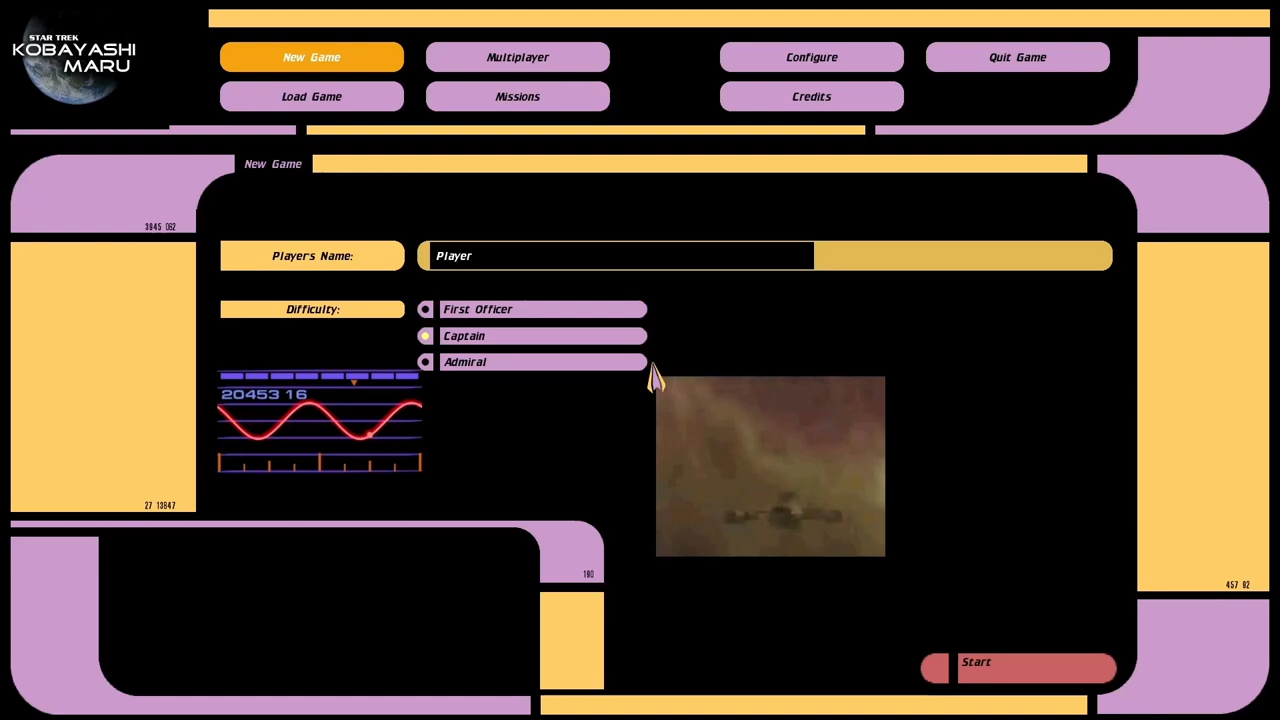 STAR TREK
KOBAYASHI
MARU
New Game
Multiplayer
Configure
Quit Game
Load Game
Missions
Credits
New Game
3945 062
Players Name:
Player
Difficulty:
First Officer
Captain
Admiral
20453 16
27 13847
190
457 82
Start